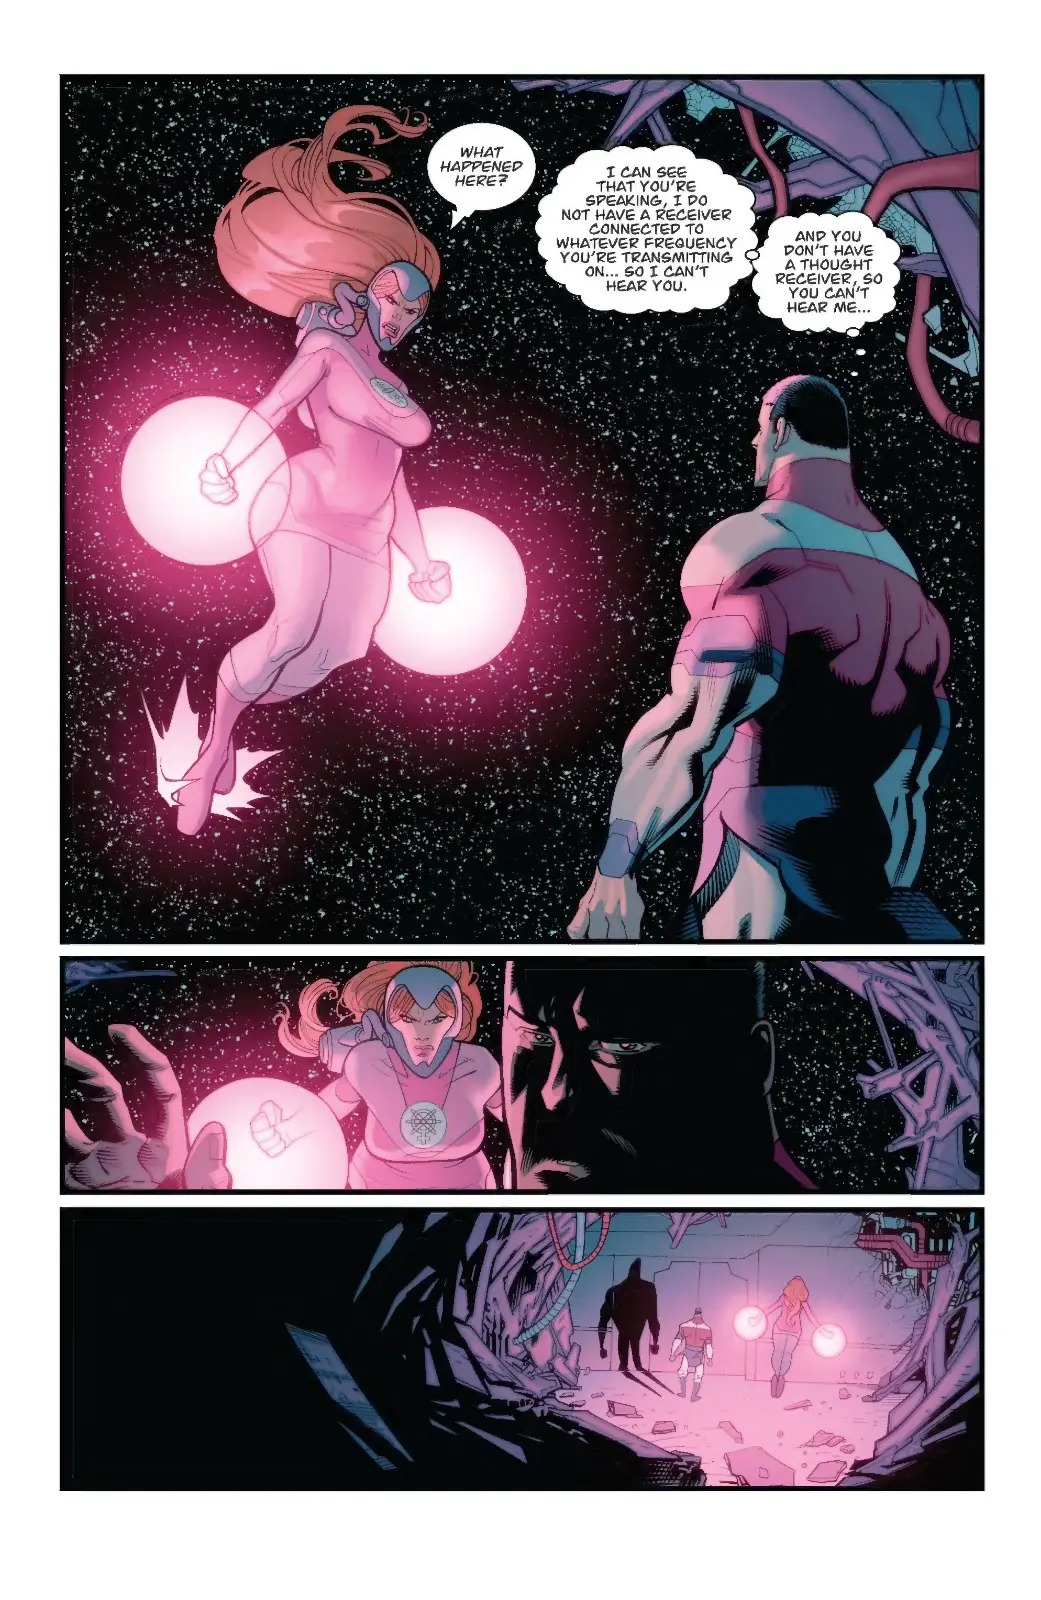 WHAT
HAPPENED
HERE?
I CAN SEE
THAT YOU'RE
SPEAKING, I DO
NOT HAVE A RECEIVER
CONNECTED TO
WHATEVER FREQUENCY
YOU'RE TRANSMITTING
ON... SO I CAN'T
HEAR YOU.
AND YOU
DON'T HAVE
A THOUGHT
RECEIVER, SO
YOU CAN'T
HEAR ME...